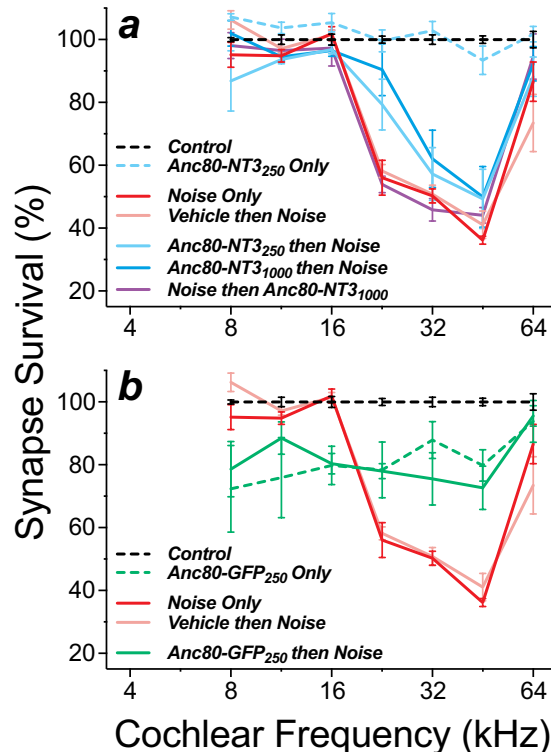 Synapse Survival (%)
a
100
80
60
40
20
Control
Anc80-NT3250 Only
Noise Only
Vehicle then Noise
Anc80-NT3250 then Noise
Anc80-NT31000 then Noise
Noise then Anc80-NT31000
4 8 16 32 64
b
100
80
60
40
20
Control
Anc80-GFP250 Only
Noise Only
Vehicle then Noise
Anc80-GFP250 then Noise
4 8 16 32 64
Cochlear Frequency (kHz)